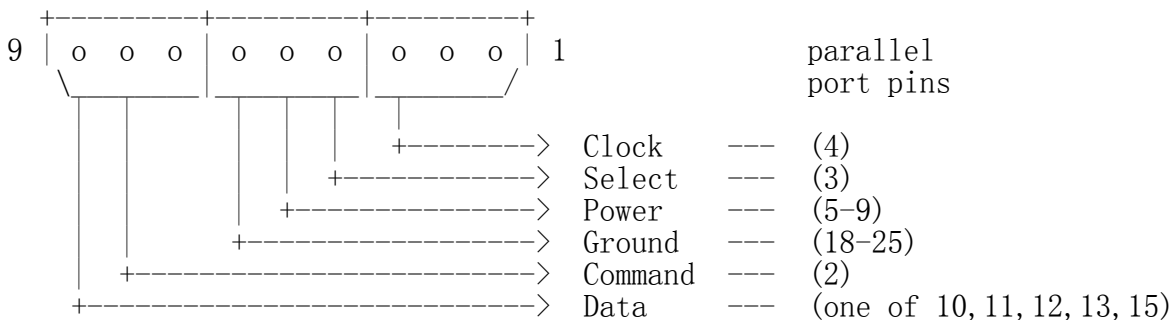 9 o o o o o o o o o 1 parallel
port pins
Clock --- (4)
Select --- (3)
Power --- (5-9)
Ground --- (18-25)
Command --- (2)
Data --- (one of 10,11,12,13,15)